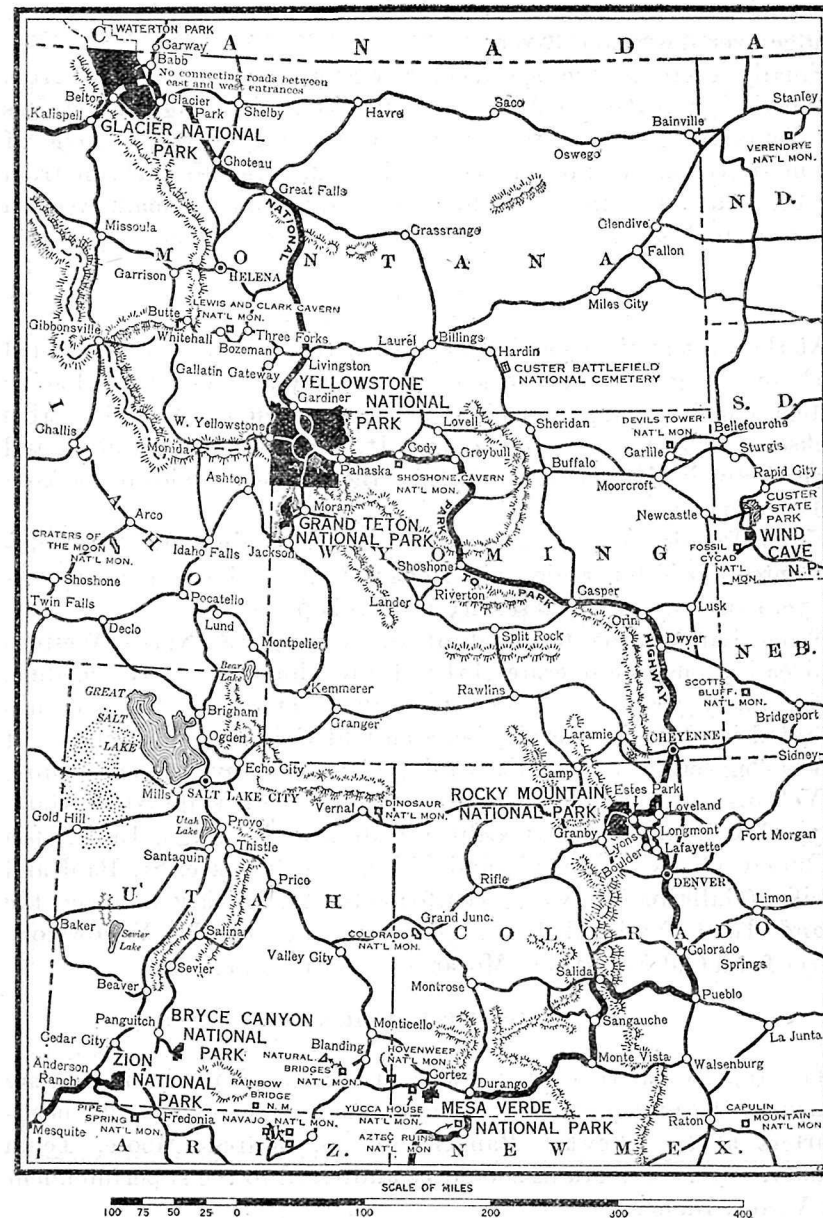 WATERTON PARK
C A N A D A
Carway
Babb
No connecting roads between
east and west entrances
Belton
Glacier
Park
Shelby
Havre
Saco
Bainville
Stanley
Kalispell
GLACIER NATIONAL
PARK
Oswego
VERENDRYE
NAT'L MON.
Choteau
Great Falls
NATIONAL
N. D.
Missoula
Grassrange
Glendive
Fallon
M O N T A N A
Garrison
HELENA
Miles City
LEWIS AND CLARK CAVERN
NAT'L MON.
Butte
Gibbonsville
Whitehall
Three Forks
Bozeman
Livingston
Laurel
Billings
Hardin
Gallatin Gateway
CUSTER BATTLEFIELD
NATIONAL CEMETERY
YELLOWSTONE
NATIONAL
PARK
Gardiner
S. D.
Challis
W. Yellowstone
Lovell
Sheridan
DEVILS TOWER
NAT'L MON.
Bellefourche
Monida
Cody
Greybull
Carlile
Sturgis
Pahaska
SHOSHONE CAVERN
NAT'L MON.
Buffalo
Moorcroft
Rapid City
Ashton
Moran
PARK
CUSTER
STATE
PARK
Newcastle
I D A H O
Arco
GRAND TETON
NATIONAL PARK
WIND
CAVE
N.P.
CRATERS OF
THE MOON
NAT'L MON.
Idaho Falls
Jackson
W Y O M I N G
FOSSIL
CYCAD
NAT'L
MON.
Shoshone
Shoshone
Riverton
PARK
Casper
Pocatello
Lander
Orin
Lusk
Twin Falls
Declo
Lund
Split Rock
HIGHWAY
Dwyer
Montpelier
NEB.
Bear
Lake
Kemmerer
Rawlins
SCOTTS
BLUFF
NAT'L MON.
GREAT
SALT
LAKE
Brigham
Granger
Bridgeport
Ogden
Laramie
CHEYENNE
Sidney
Echo City
Camp
Estes Park
Mills
SALT LAKE CITY
ROCKY MOUNTAIN
NATIONAL PARK
Loveland
Gold Hill
Utah
Lake
Provo
Vernal
DINOSAUR
NAT'L MON.
Granby
Lyons
Longmont
Fort Morgan
Santaquin
Thistle
Boulder
Lafayette
Price
Rifle
DENVER
U T A H
Limon
Baker
Sevier
Lake
Grand Junc.
COLORADO
NAT'L MON.
C O L O R A D O
Salina
Valley City
Colorado
Springs
Sevier
Montrose
Salida
Beaver
Pueblo
Panguitch
BRYCE CANYON
NATIONAL
PARK
Monticello
Sangauche
La Junta
Cedar City
Blanding
HOVENWEEP
NAT'L MON.
Monte Vista
Walsenburg
Anderson
Ranch
ZION
NATIONAL
PARK
NATURAL
BRIDGES
NAT'L MON.
Cortez
Durango
RAINBOW
BRIDGE
N. M.
YUCCA HOUSE
NAT'L MON.
MESA VERDE
NATIONAL PARK
Mesquite
PIPE
SPRING
NAT'L MON.
Fredonia
NAVAJO
NAT'L MON.
Raton
CAPULIN
MOUNTAIN
NAT'L MON.
AZTEC RUINS
NAT'L MON
A R I Z.
N E W M E X.
SCALE OF MILES
100 75 50 25 0 100 200 300 400